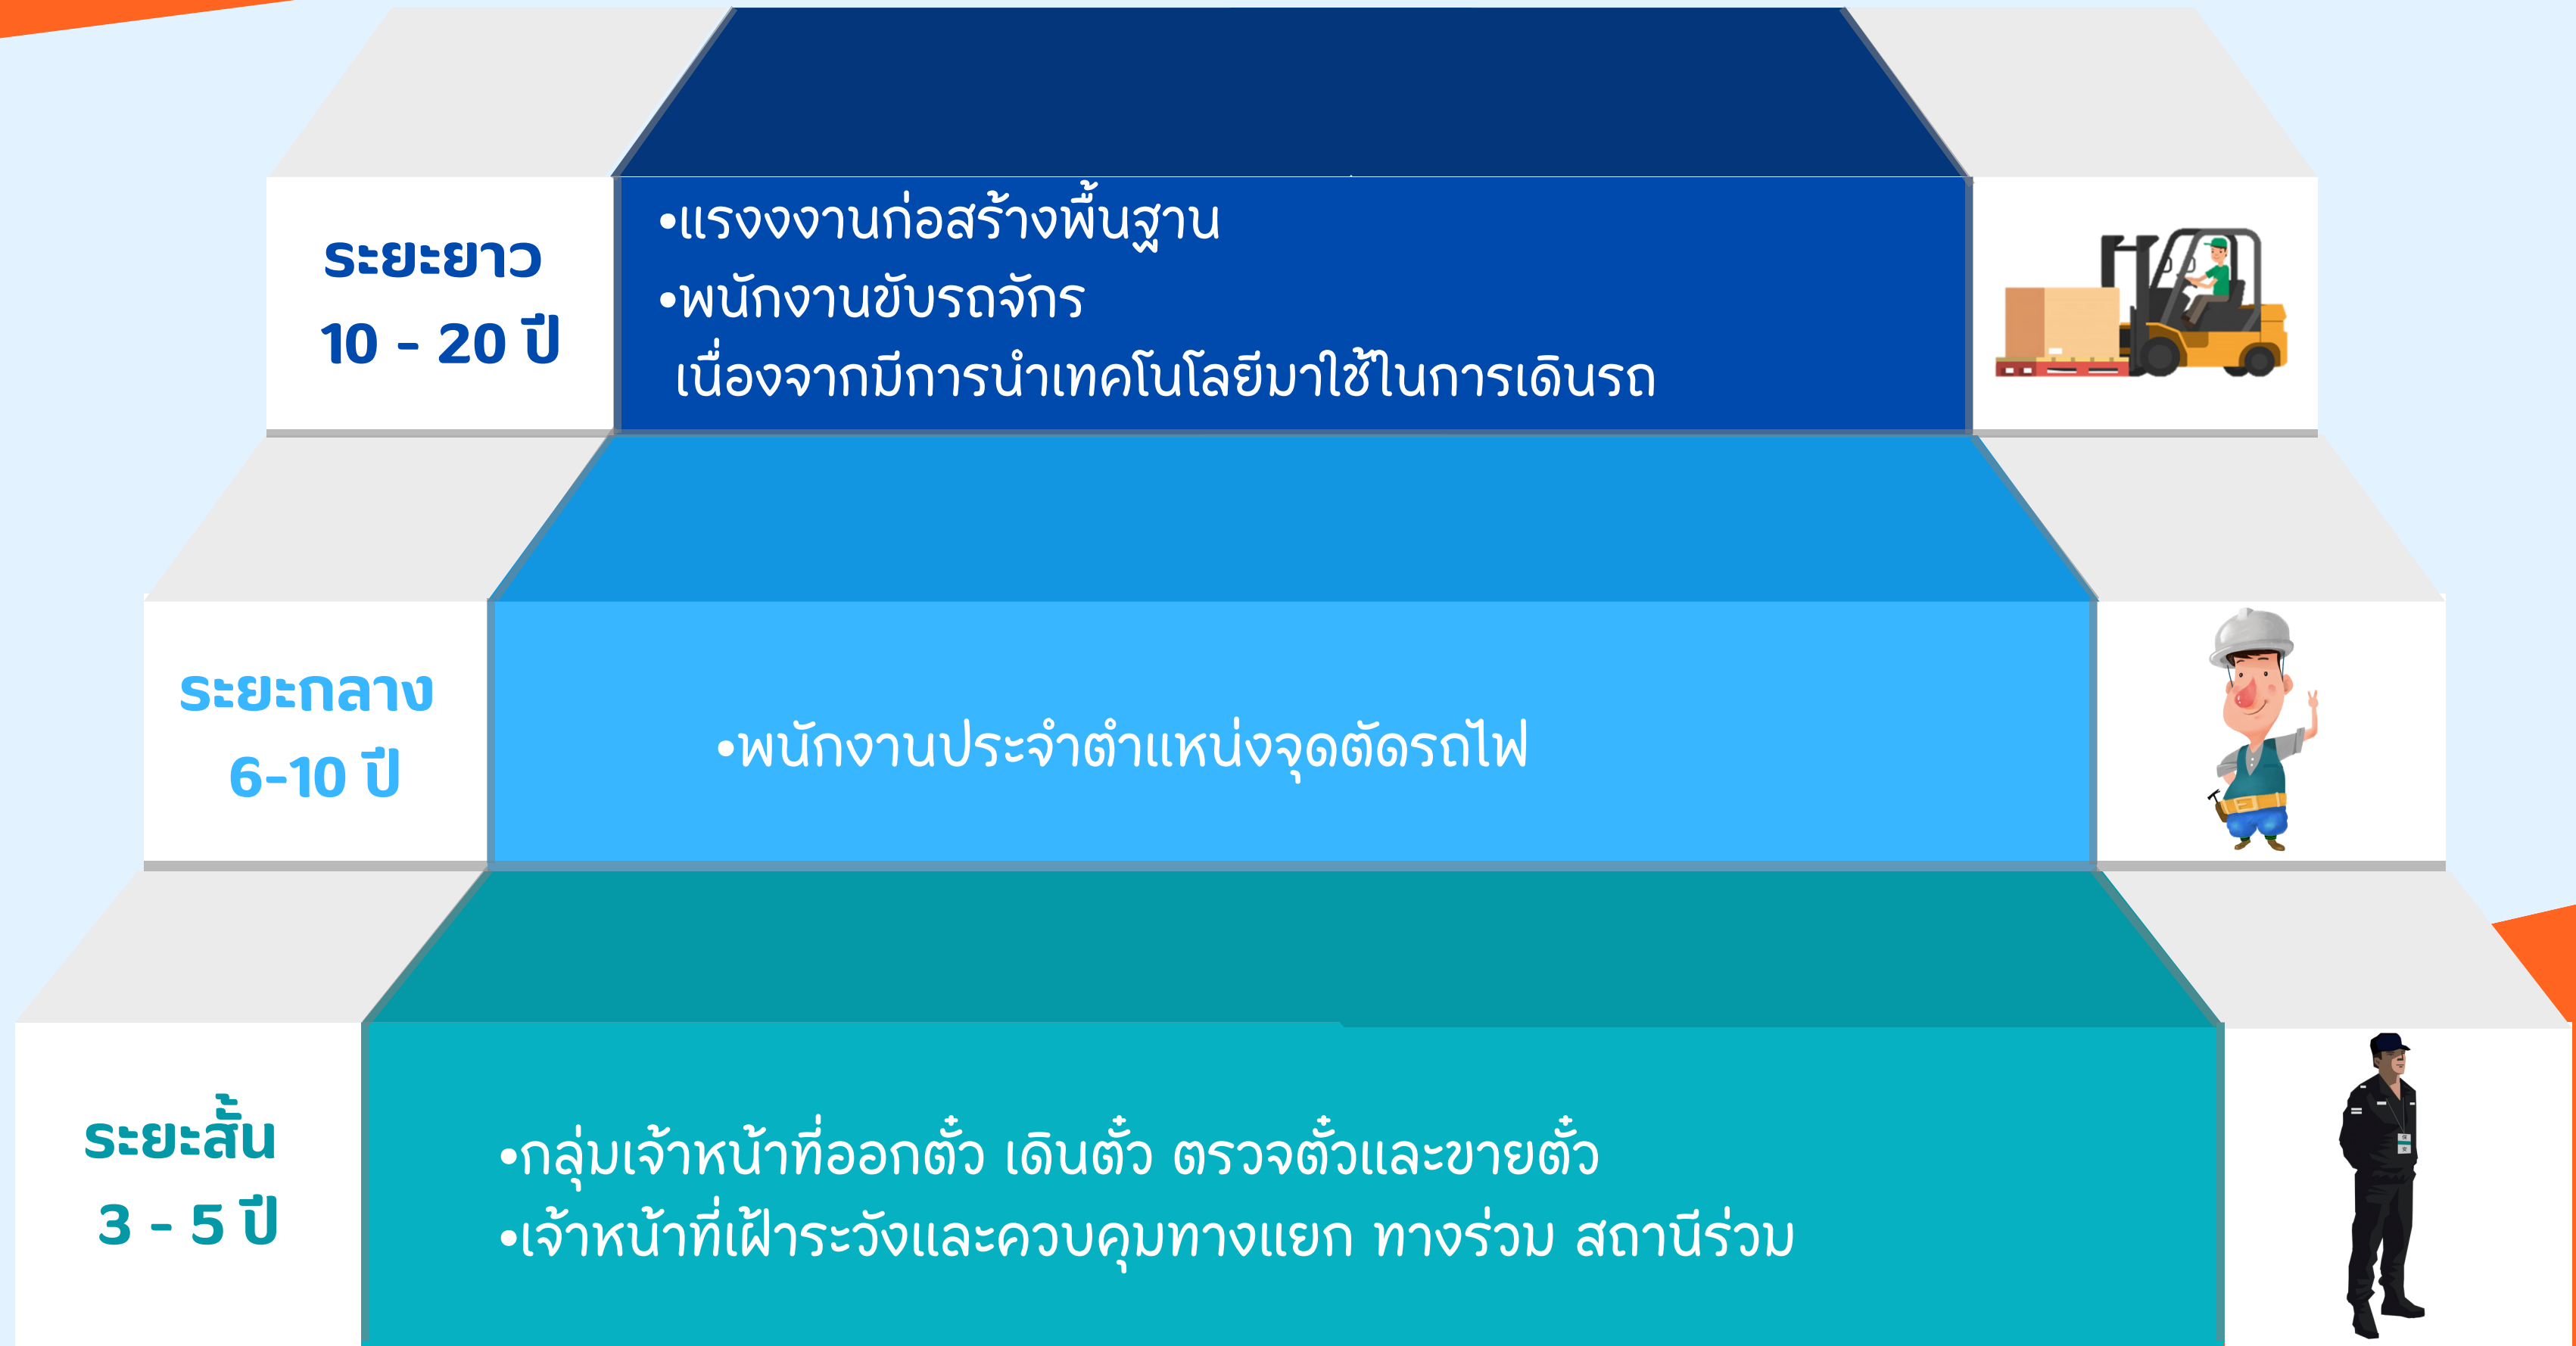 ระยะยาว
10 - 20 ปี
•แรงงงานก่อสร้างพื้นฐาน
•พนักงานขับรถจักร
เนื่องจากมีการนำเทคโนโลยีมาใช้ในการเดินรถ
ระยะกลาง
6-10 ปี
•พนักงานประจำตำแหน่งจุดตัดรถไฟ
ระยะสั้น
3 - 5 ปี
•กลุ่มเจ้าหน้าที่ออกตั๋ว เดินตั๋ว ตรวจตั๋วและขายตั๋ว
•เจ้าหน้าที่เฝ้าระวังและควบคุมทางแยก ทางร่วม สถานีร่วม